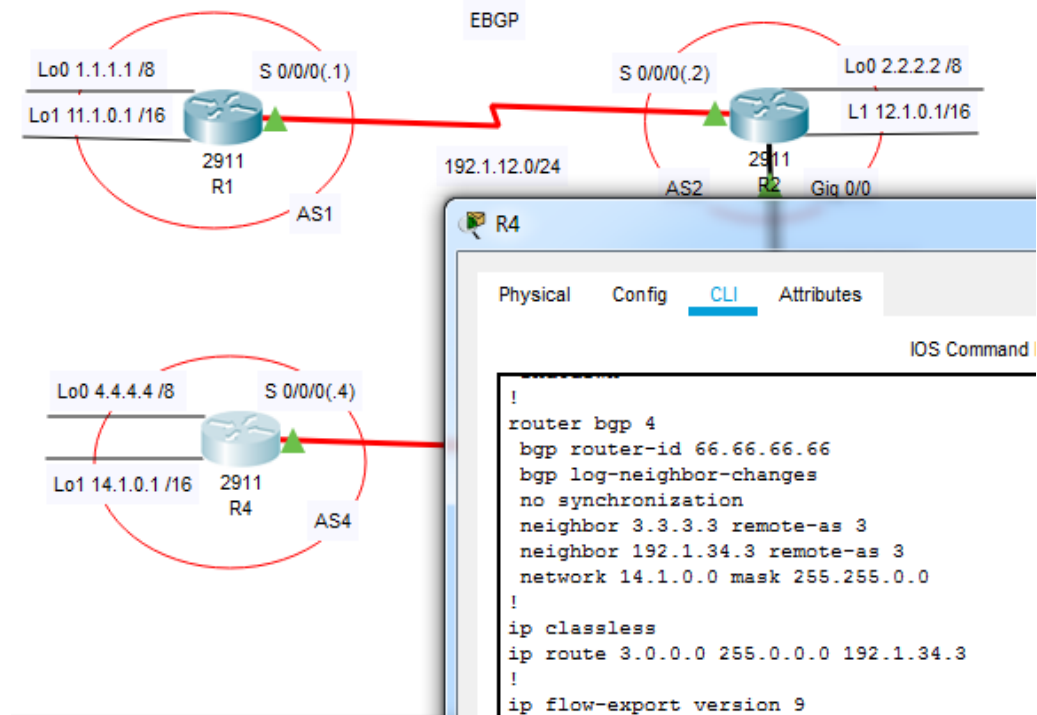 EBGP
Lo0 1.1.1.1 /8
S 0/0/0(.1)
Lo1 11.1.0.1 /16
2911
R1
AS1
192.1.12.0/24
S 0/0/0(.2)
Lo0 2.2.2.2 /8
L1 12.1.0.1/16
2911
R2
AS2
Gig 0/0
Lo0 4.4.4.4 /8
S 0/0/0(.4)
Lo1 14.1.0.1 /16
2911
R4
AS4
R4
Physical Config CLI Attributes
IOS Command
!
router bgp 4
bgp router-id 66.66.66.66
bgp log-neighbor-changes
no synchronization
neighbor 3.3.3.3 remote-as 3
neighbor 192.1.34.3 remote-as 3
network 14.1.0.0 mask 255.255.0.0
!
ip classless
ip route 3.0.0.0 255.0.0.0 192.1.34.3
!
ip flow-export version 9